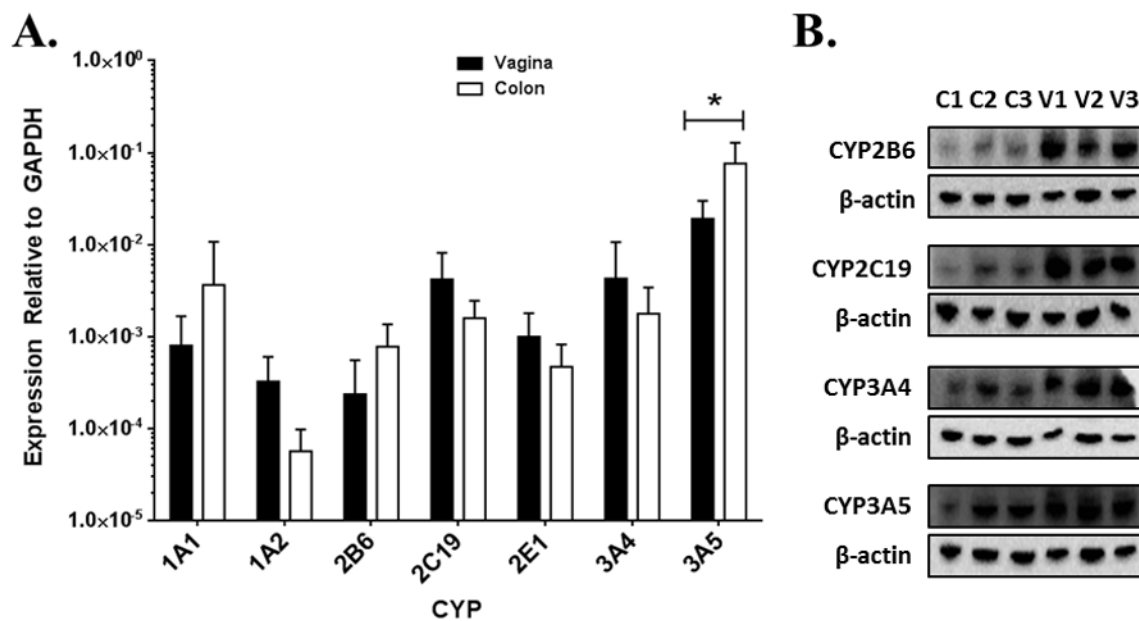 A.
Expression Relative to GAPDH
1.0×10⁰
1.0×10⁻¹
1.0×10⁻²
1.0×10⁻³
1.0×10⁻⁴
1.0×10⁻⁵
Vagina
Colon
*
1A1
1A2
2B6
2C19
2E1
3A4
3A5
CYP
B.
C1 C2 C3 V1 V2 V3
CYP2B6
β-actin
CYP2C19
β-actin
CYP3A4
β-actin
CYP3A5
β-actin